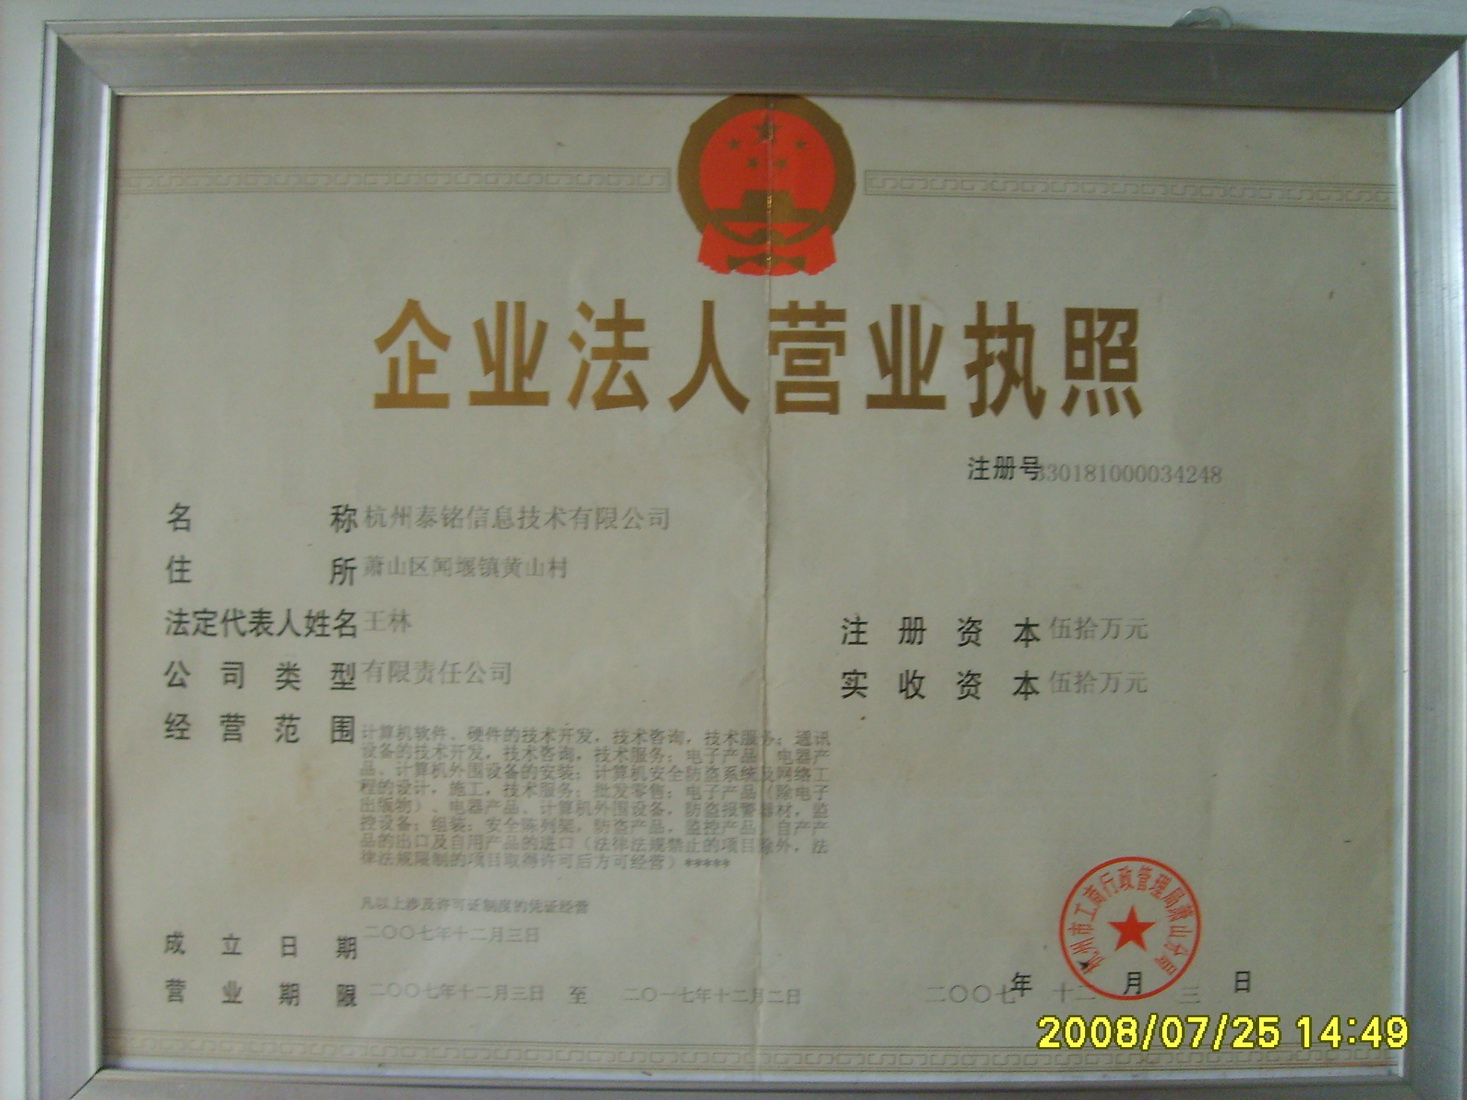 企业法人营业执照
注册号330181000034248
名称 杭州泰铭信息技术有限公司
住所 萧山区闻堰镇黄山村
法定代表人姓名 王林
注册资本 伍拾万元
公司类型 有限责任公司
实收资本 伍拾万元
经营范围 计算机软件、硬件的技术开发，技术咨询，技术服务；通讯
设备的技术开发，技术咨询，技术服务；电子产品、电器产
品、计算机外围设备的安装；计算机安全防盗系统及网络工
程的设计，施工，技术服务；批发零售：电子产品（除电子
出版物）、电器产品、计算机外围设备，防盗报警器材，监
控设备；组装：安全陈列架，防盗产品，监控产品；自产产
品的出口及自用产品的进口（法律法规禁止的项目除外，法
律法规限制的项目取得许可后方可经营）*****
凡以上涉及许可证制度的凭证经营
成立日期 二〇〇七年十二月三日
营业期限 二〇〇七年十二月三日 至 二〇一七年十二月二日
杭州市工商行政管理局萧山分局
二〇〇七年十二月三日
2008/07/25 14:49